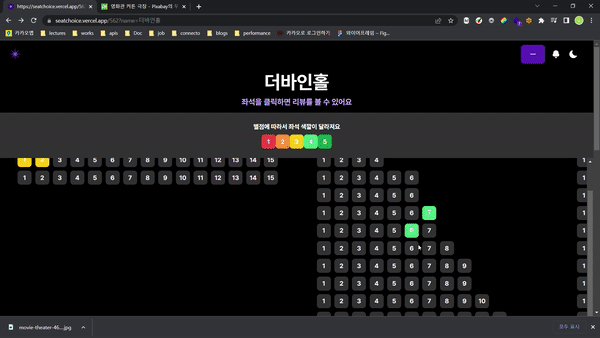 https://seatchoice.vercel.app/5
영화관 커튼 극장 - Pixabay의 무
seatchoice.vercel.app/562?name=더바인홀
카카오맵 lectures works apis Doc job connecto blogs performance 카카오로 로그인하기 와이어프레임 – Fig...
더바인홀
좌석을 클릭하면 리뷰를 볼 수 있어요
별점에 따라서 좌석 색깔이 달라져요
1 2 3 4 5
1 2 3 4 5 6 7 8 9 10 11 12 13 14 15
1 2 3 4 5 6 7 8 9 10 11 12 13 14 15
1 2 3 4
1 2 3 4 5 6
1 2 3 4 5 6
1 2 3 4 5 6 7
1 2 3 4 5 6 7
1 2 3 4 5 6 7 8
1 2 3 4 5 6 7 8 9
1 2 3 4 5 6 7 8 9
1 2 3 4 5 6 7 8 9 10
1
1
1
1
1
1
1
1
1
movie-theater-46....jpg
모두 표시